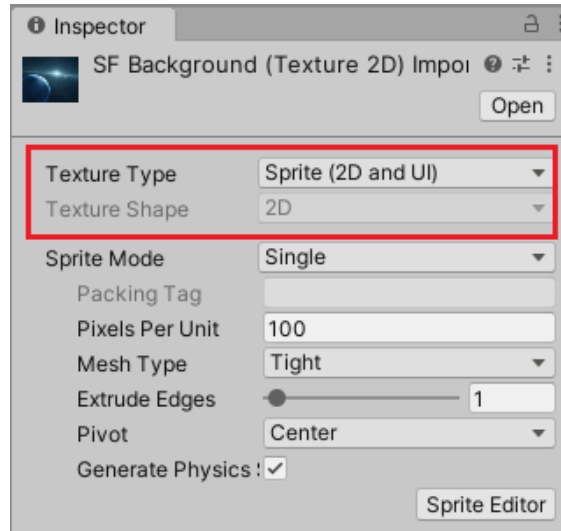 Inspector
SF Background (Texture 2D) Impor
Open
Texture Type Sprite (2D and UI)
Texture Shape 2D
Sprite Mode Single
Packing Tag
Pixels Per Unit 100
Mesh Type Tight
Extrude Edges 1
Pivot Center
Generate Physics S
Sprite Editor